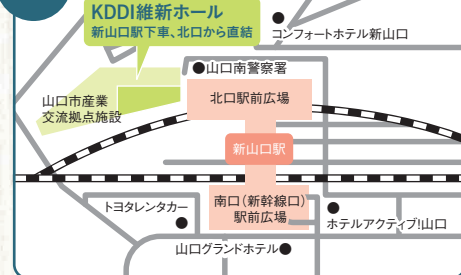 KDDI維新ホール
新山口駅下車、北口から直結
コンフォートホテル新山口
山口南警察署
山口市産業
交流拠点施設
北口駅前広場
新山口駅
トヨタレンタカー
南口(新幹線口)
駅前広場
ホテルアクティブ!山口
山口グランドホテル